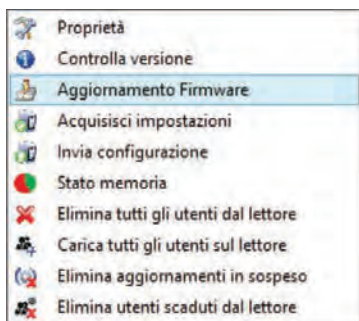 Proprietà
Controlla versione
Aggiornamento Firmware
Acquisisci impostazioni
Invia configurazione
Stato memoria
Elimina tutti gli utenti dal lettore
Carica tutti gli utenti sul lettore
Elimina aggiornamenti in sospeso
Elimina utenti scaduti dal lettore